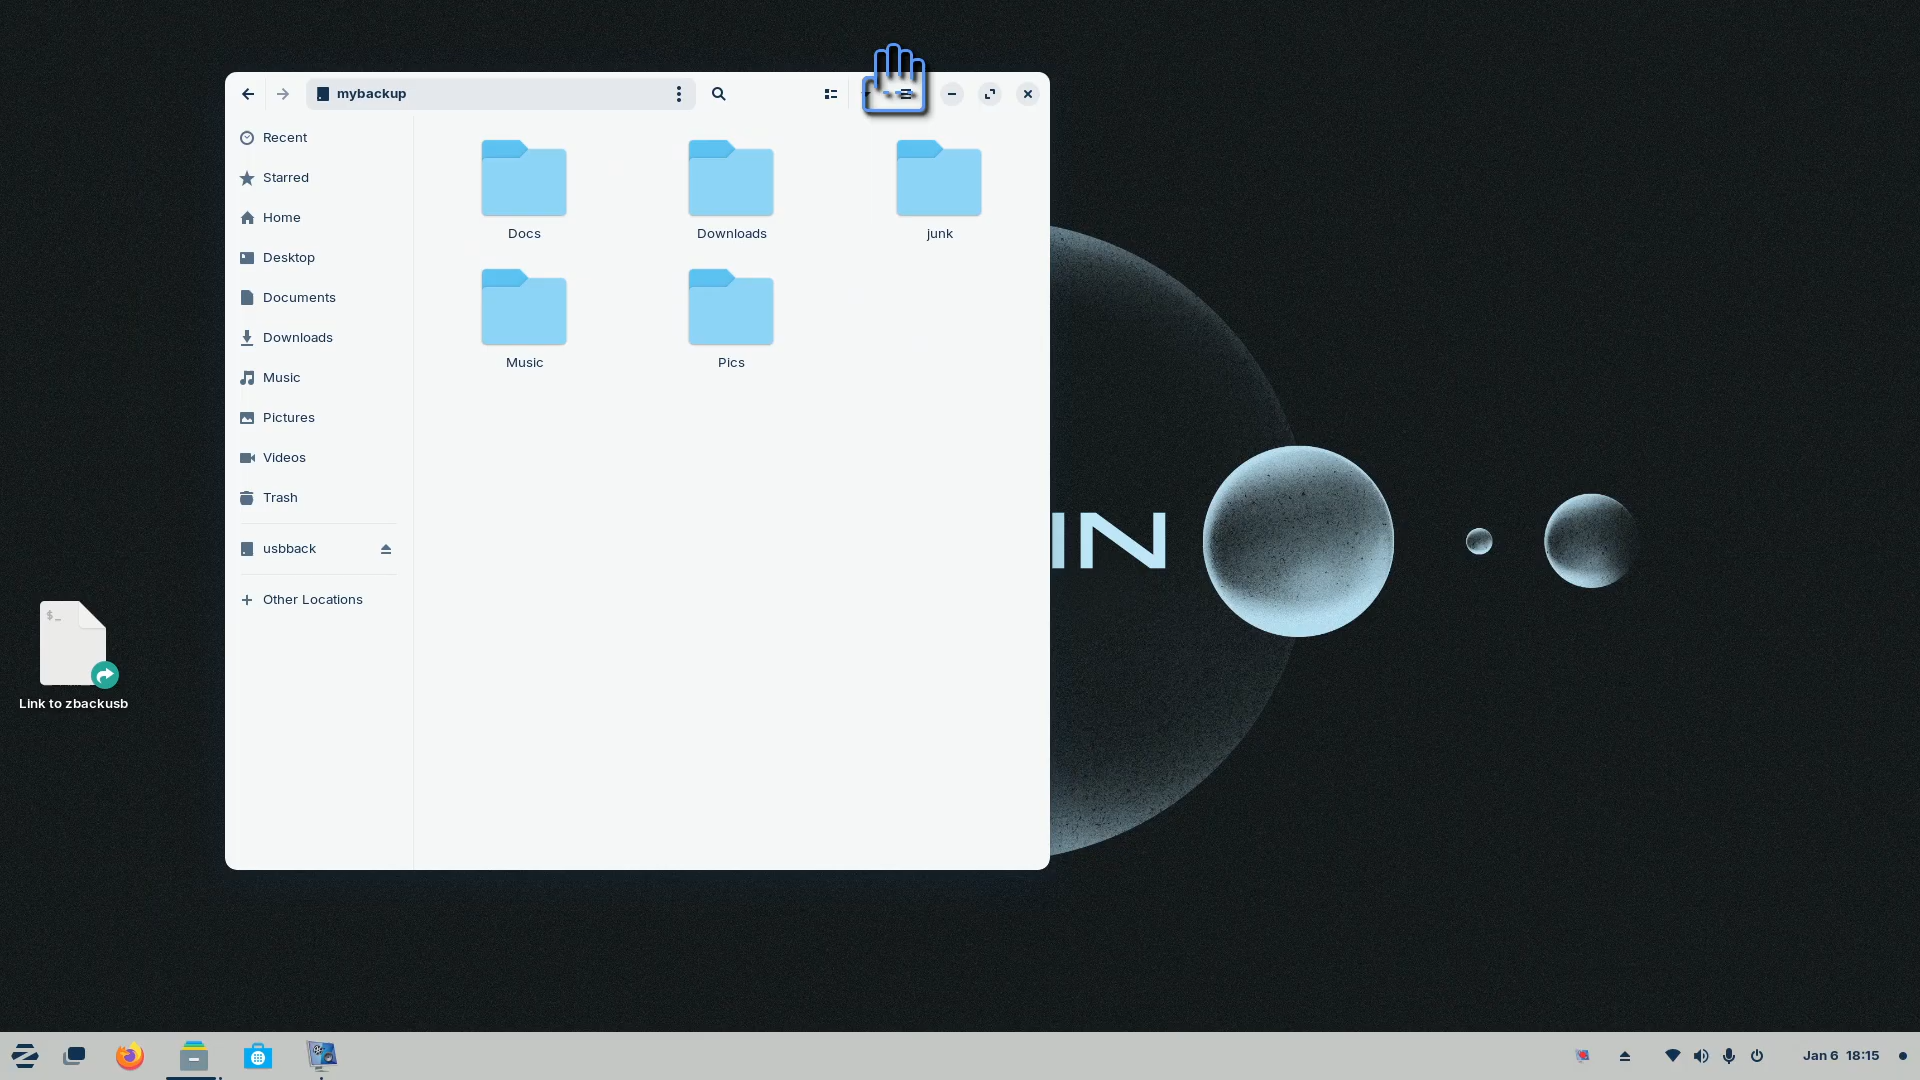 mybackup
Recent
Starred
Home
Desktop
Documents
Downloads
Music
Pictures
Videos
Trash
usbback
Other Locations
Docs
Downloads
junk
Music
Pics
IN
$_
Link to zbackusb
Jan 6 18:15